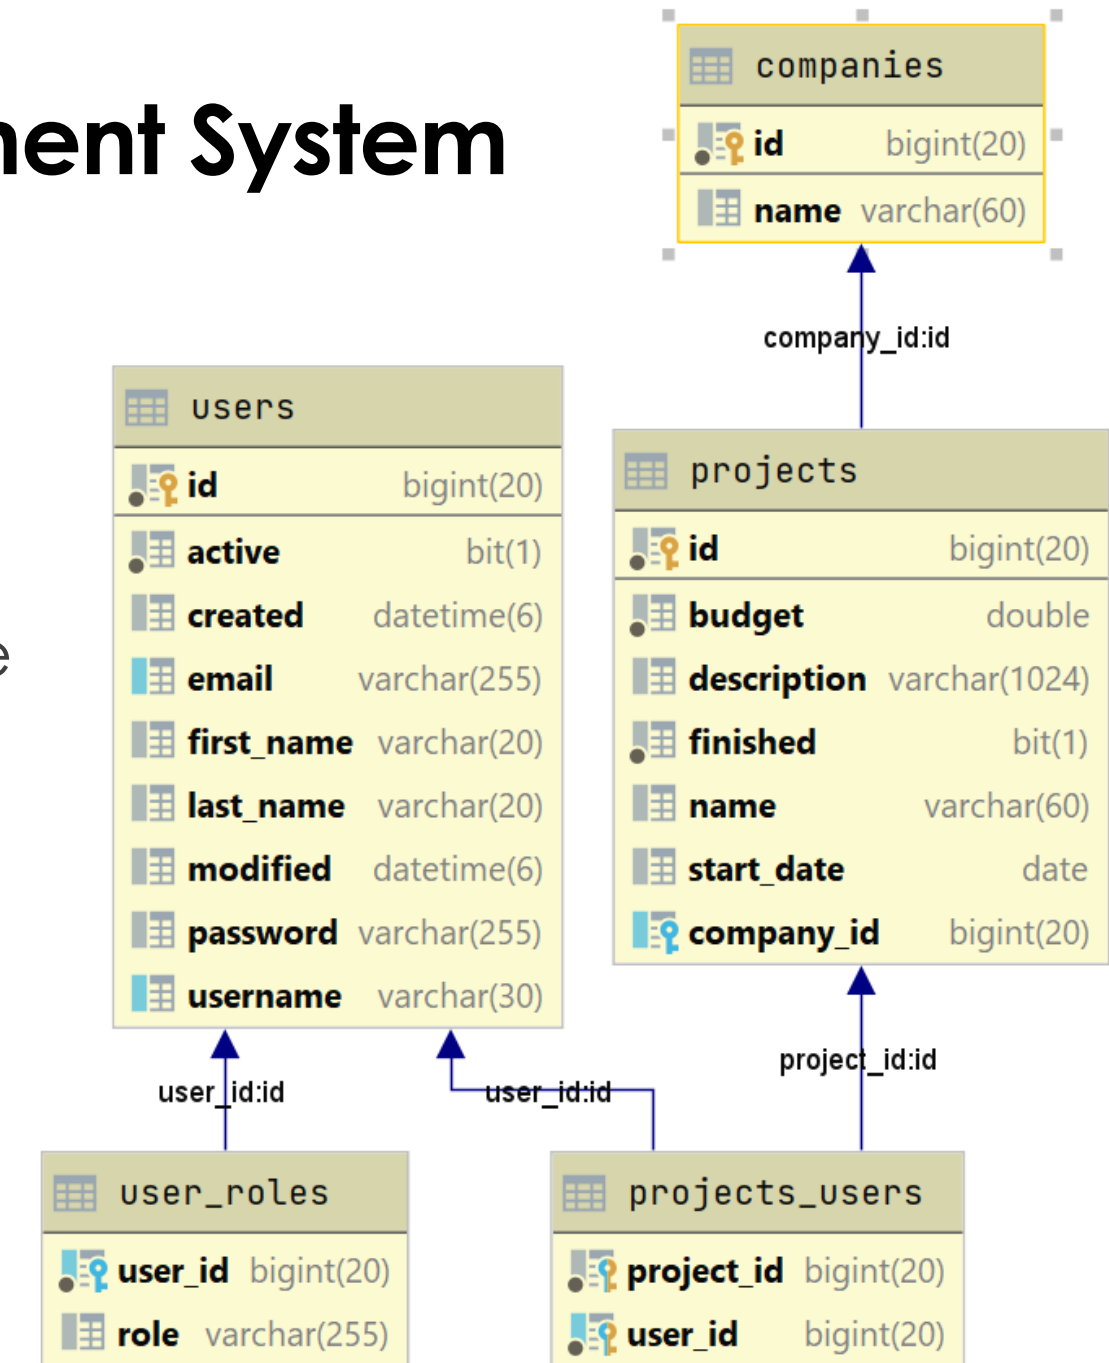 ment System
companies
id bigint(20)
name varchar(60)
company_id:id
users
id bigint(20)
active bit(1)
created datetime(6)
email varchar(255)
first_name varchar(20)
last_name varchar(20)
modified datetime(6)
password varchar(255)
username varchar(30)
projects
id bigint(20)
budget double
description varchar(1024)
finished bit(1)
name varchar(60)
start_date date
company_id bigint(20)
e
user_id:id
user_id:id
project_id:id
user_roles
user_id bigint(20)
role varchar(255)
projects_users
project_id bigint(20)
user_id bigint(20)